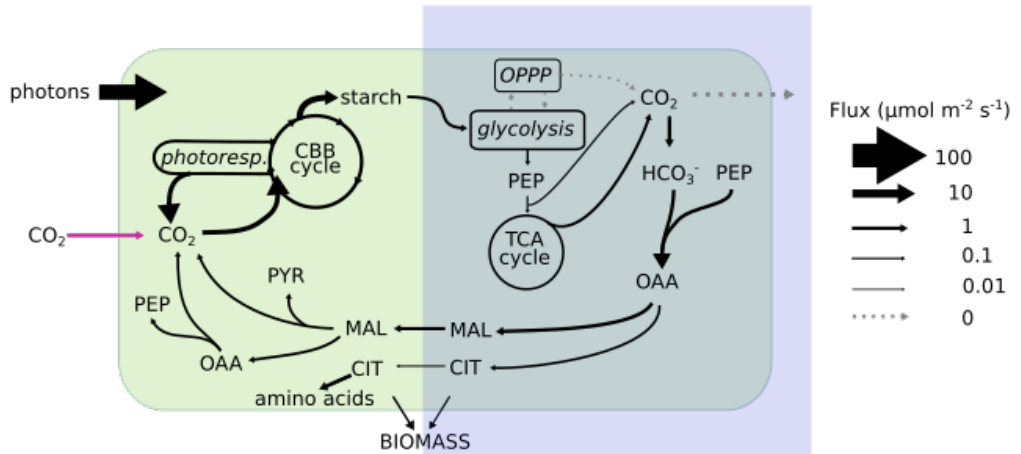 photons
starch
OPPP
glycolysis
CO₂
photoresp.
CBB
cycle
PEP
HCO₃⁻
PEP
CO₂
CO₂
TCA
cycle
PYR
OAA
PEP
MAL
MAL
OAA
CIT
CIT
amino acids
BIOMASS
Flux (μmol m⁻² s⁻¹)
100
10
1
0.1
0.01
0